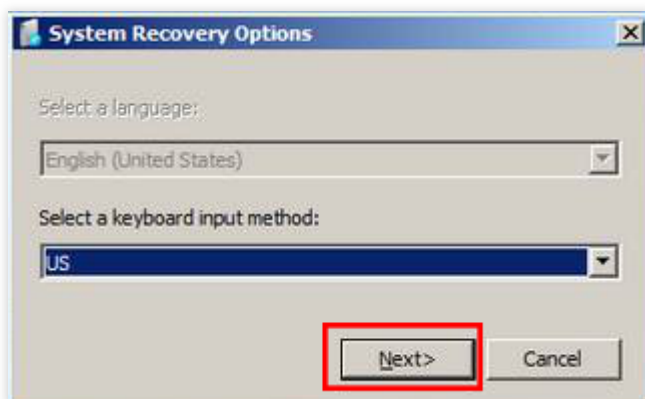 System Recovery Options
Select a language:
English (United States)
Select a keyboard input method:
US
Next> Cancel